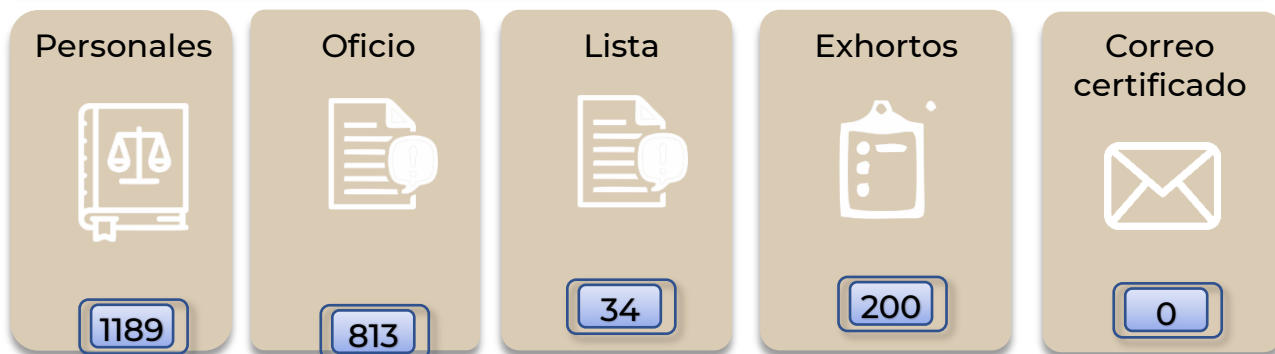 Personales
1189
Oficio
813
Lista
34
Exhortos
200
Correo
certificado
0